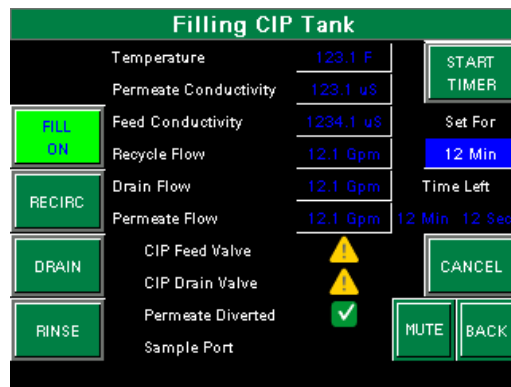 Filling CIP Tank
Temperature 123.1 F
START
TIMER
Permeate Conductivity 123.1 uS
FILL
ON
Feed Conductivity 1234.1 uS
Set For
Recycle Flow 12.1 Gpm
12 Min
RECIRC
Drain Flow 12.1 Gpm
Time Left
Permeate Flow 12.1 Gpm
12 Min 12 Sec
DRAIN
CIP Feed Valve
CIP Drain Valve
CANCEL
RINSE
Permeate Diverted
Sample Port
MUTE
BACK